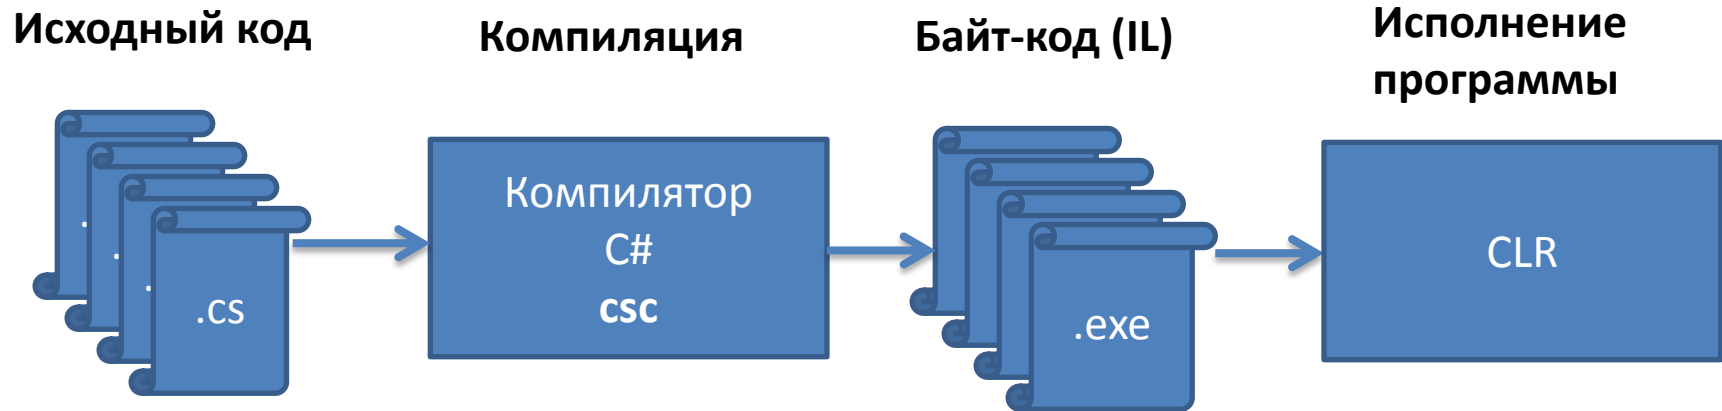 Исходный код
Компиляция
Байт-код (IL)
Исполнение
программы
.cs
Компилятор
C#
csc
.exe
CLR